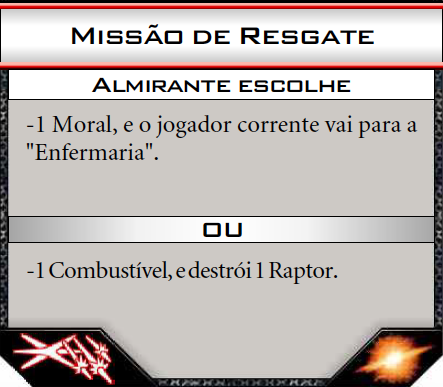 Missão de Resgate
Almirante escolhe
-1 Moral, e o jogador corrente vai para a
"Enfermaria".
OU
-1 Combustível, e destrói 1 Raptor.